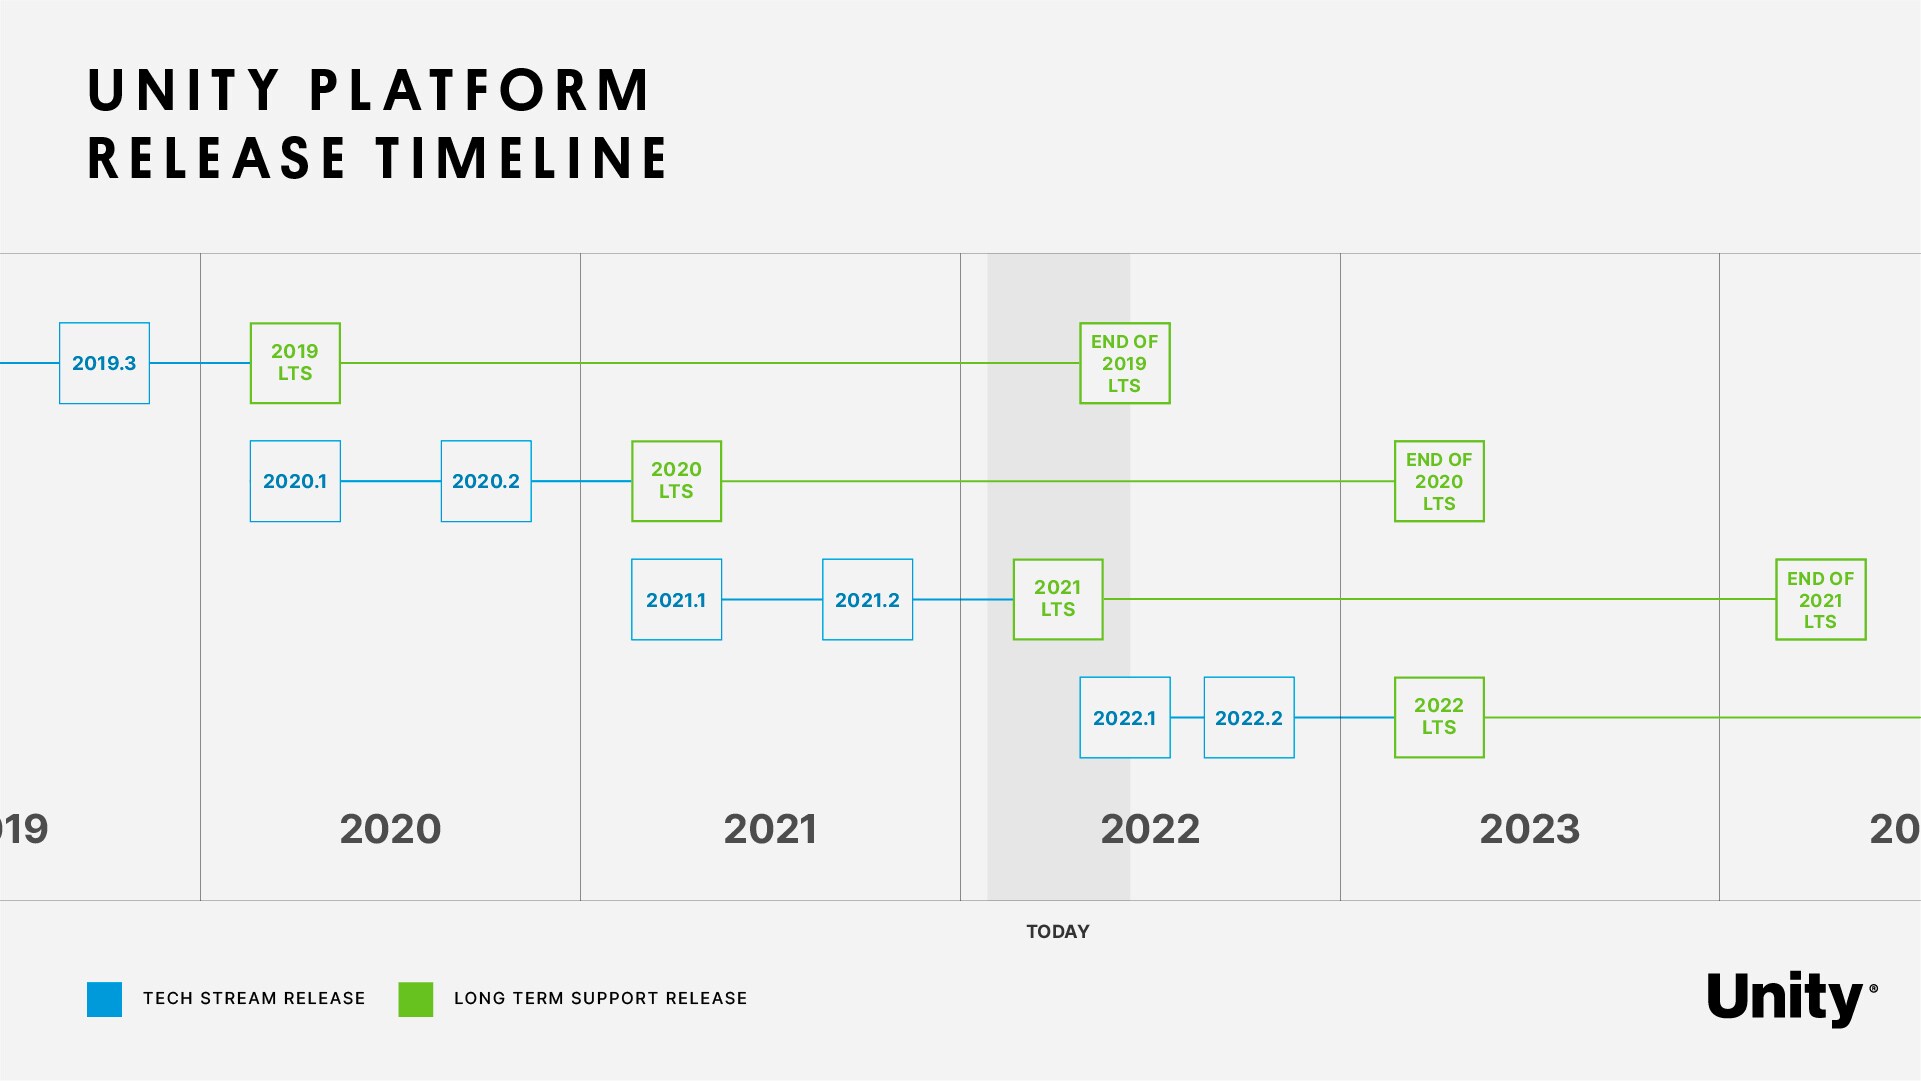 UNITY PLATFORM
RELEASE TIMELINE
2019.3
2019
LTS
END OF
2019
LTS
2020.1
2020.2
2020
LTS
END OF
2020
LTS
2021.1
2021.2
2021
LTS
END OF
2021
LTS
2022.1
2022.2
2022
LTS
19
2020
2021
2022
2023
20
TODAY
TECH STREAM RELEASE
LONG TERM SUPPORT RELEASE
Unity®